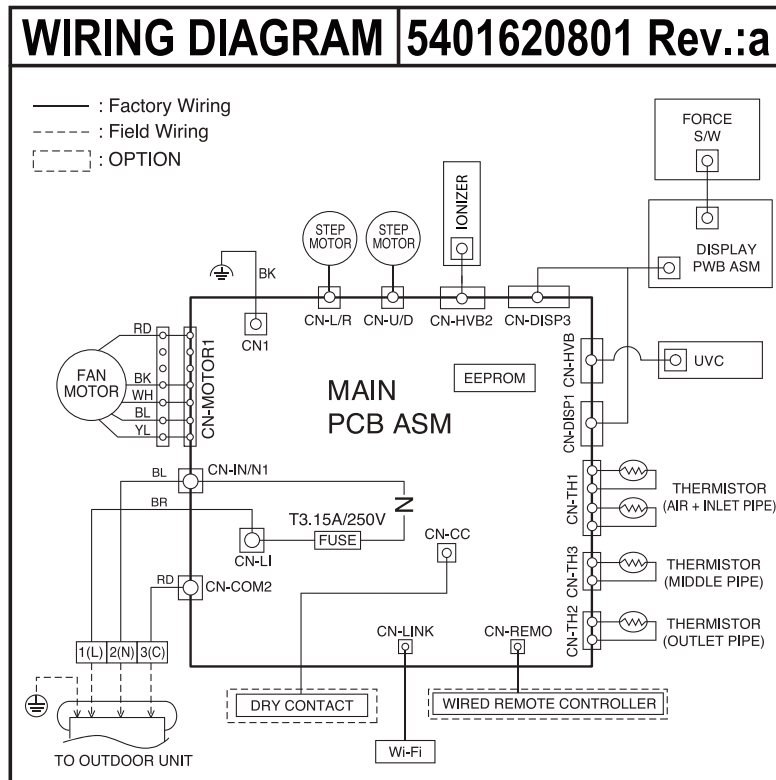 WIRING DIAGRAM 5401620801 Rev.:a
: Factory Wiring
: Field Wiring
: OPTION
FORCE
S/W
DISPLAY
PWB ASM
IONIZER
STEP
MOTOR
STEP
MOTOR
BK
CN1
CN-L/R
CN-U/D
CN-HVB2
CN-DISP3
RD
BK
WH
BL
YL
FAN
MOTOR
CN-MOTOR1
MAIN
PCB ASM
EEPROM
CN-HVB
UVC
CN-DISP1
BL
CN-IN/N1
BR
T3.15A/250V
FUSE
N
CN-LI
CN-CC
CN-TH1
THERMISTOR
(AIR + INLET PIPE)
RD
CN-COM2
CN-TH3
THERMISTOR
(MIDDLE PIPE)
CN-TH2
THERMISTOR
(OUTLET PIPE)
1(L) 2(N) 3(C)
CN-LINK
CN-REMO
DRY CONTACT
WIRED REMOTE CONTROLLER
Wi-Fi
TO OUTDOOR UNIT